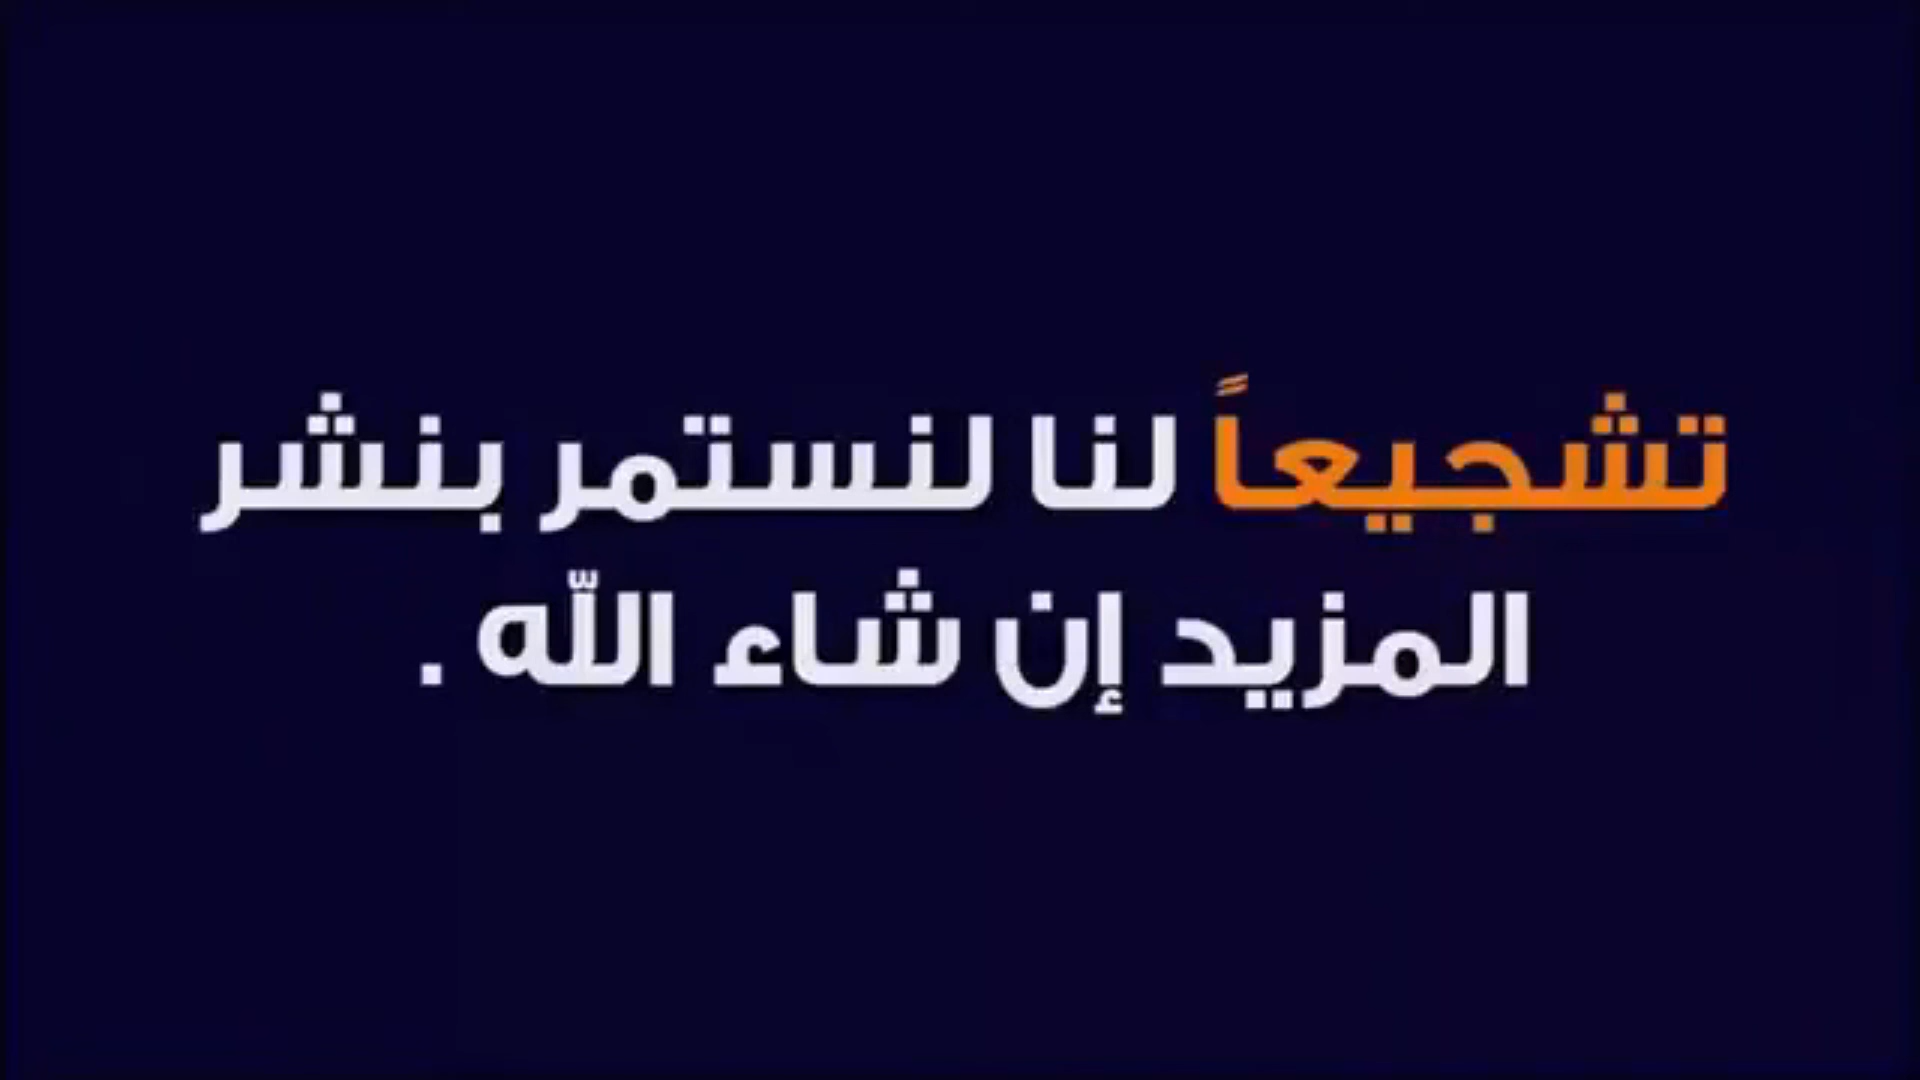 تشجيعاً لنا لنستمر بنشر
المزيد إن شاء اللّه .